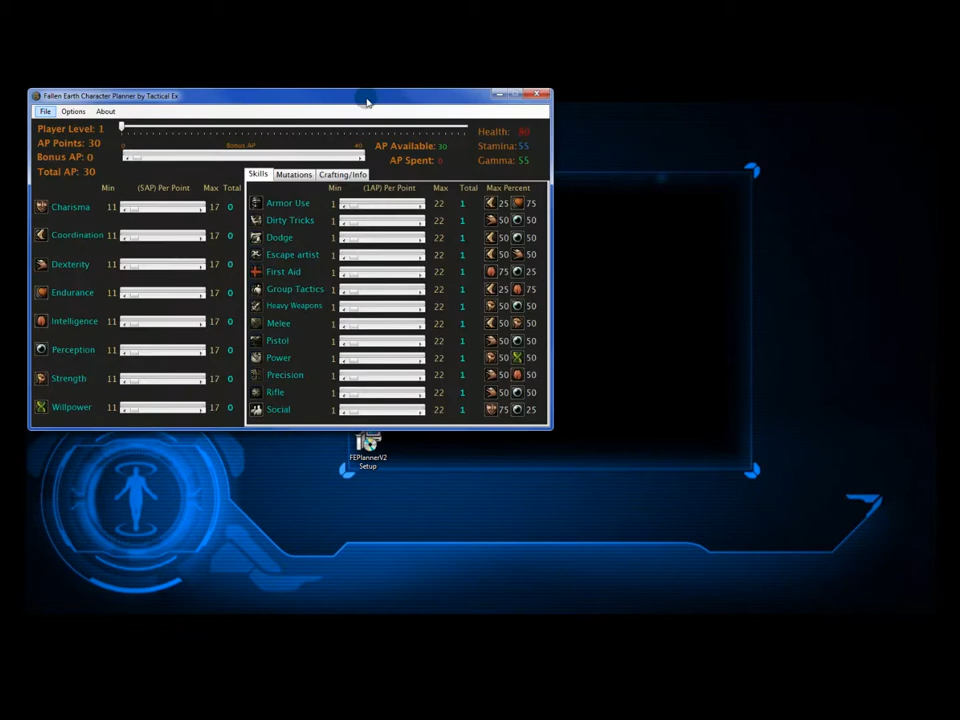 Fallen Earth Character Planner by Tactical Ex
File Options About
Player Level: 1
AP Points: 30
Bonus AP: 0
Total AP: 30
0 Bonus AP 40
AP Available: 30
AP Spent: 0
Health:
Stamina: 55
Gamma: 55
Min (5AP) Per Point Max Total
Charisma 11 17 0
Coordination 11 17 0
Dexterity 11 17 0
Endurance 11 17 0
Intelligence 11 17 0
Perception 11 17 0
Strength 11 17 0
Willpower 11 17 0
Skills Mutations Crafting/Info
Min (1AP) Per Point Max Total Max Percent
Armor Use 1 22 1 25 75
Dirty Tricks 1 22 1 50 50
Dodge 1 22 1 50 50
Escape artist 1 22 1 50 50
First Aid 1 22 1 75 25
Group Tactics 1 22 1 25 75
Heavy Weapons 1 22 1 50 50
Melee 1 22 1 50 50
Pistol 1 22 1 50 50
Power 1 22 1 50 50
Precision 1 22 1 50 50
Rifle 1 22 1 50 50
Social 1 22 1 75 25
FEPlannerV2
Setup